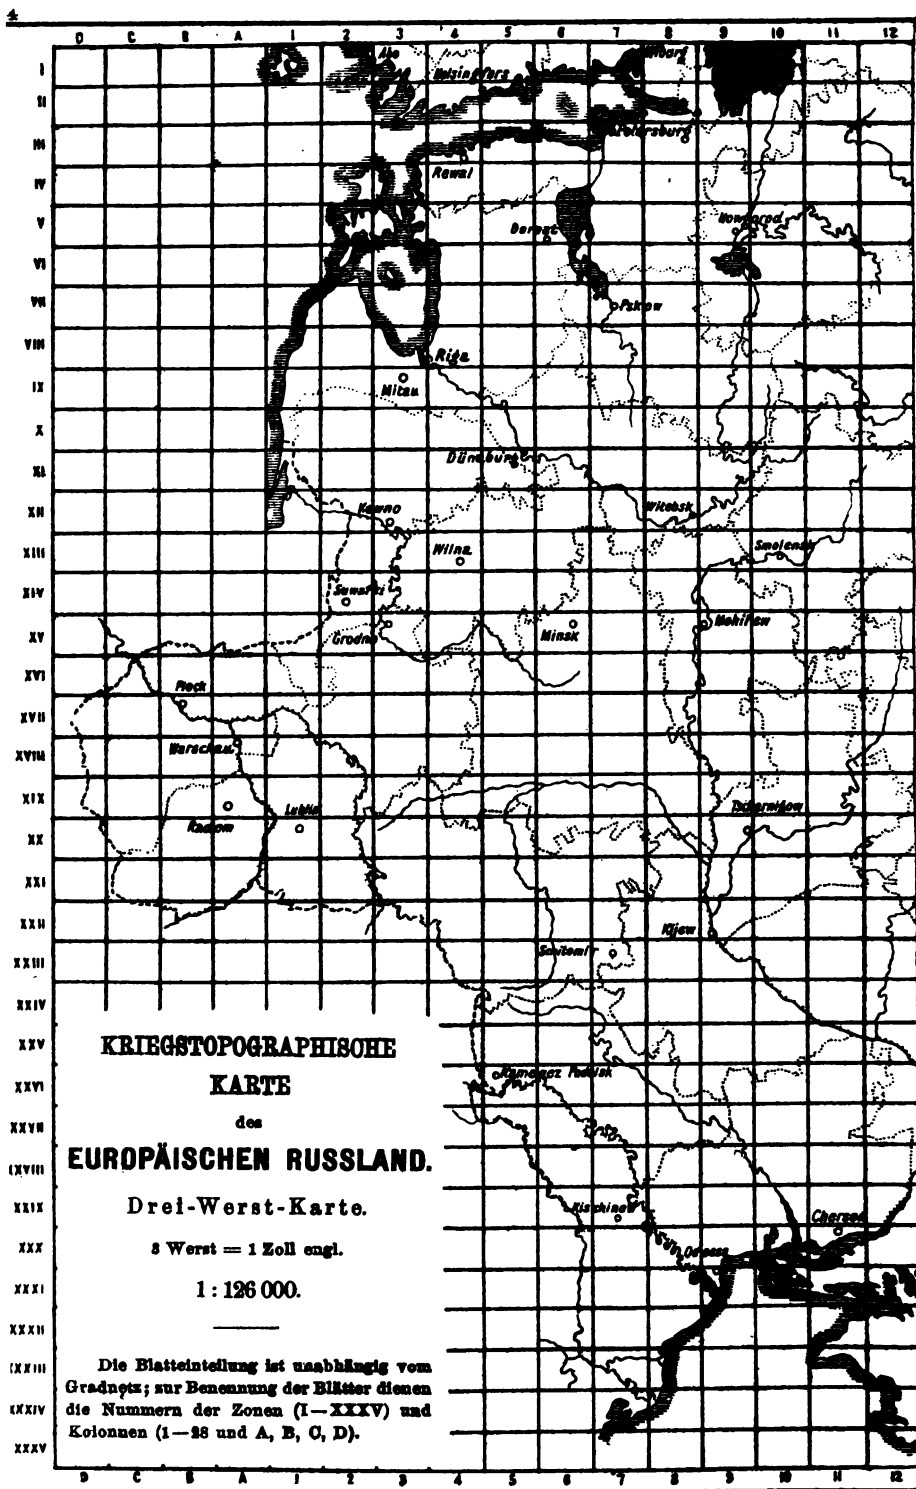 4
D C B A 1 2 3 4 5 6 7 8 9 10 11 12
I
II
III
IV
V
VI
VII
VIII
IX
X
XI
XII
XIII
XIV
XV
XVI
XVII
XVIII
XIX
XX
XXI
XXII
XXIII
XXIV
XXV
XXVI
XXVII
XXVIII
XXIX
XXX
XXXI
XXXII
XXXIII
XXXIV
XXXV
Åbo
Helsingfors
Petersburg
Rewal
Nowgorod
Dorpat
Pskow
Riga
Mitau
Dünaburg
Kowno
Witebsk
Wilna
Smolensk
Suwalki
Grodno
Minsk
Mohilew
Plock
Warschau
Radom
Lublin
Tschernigow
Kijew
Schitomir
Kamenez Podolsk
Kischinew
Cherson
Odessa
KRIEGSTOPOGRAPHISCHE
KARTE
des
EUROPÄISCHEN RUSSLAND.
Drei-Werst-Karte.
3 Werst = 1 Zoll engl.
1 : 126 000.
Die Blatteinteilung ist unabhängig vom
Gradnetz; zur Benennung der Blätter dienen
die Nummern der Zonen (I—XXXV) und
Kolonnen (1—28 und A, B, C, D).
D C B A 1 2 3 4 5 6 7 8 9 10 11 12